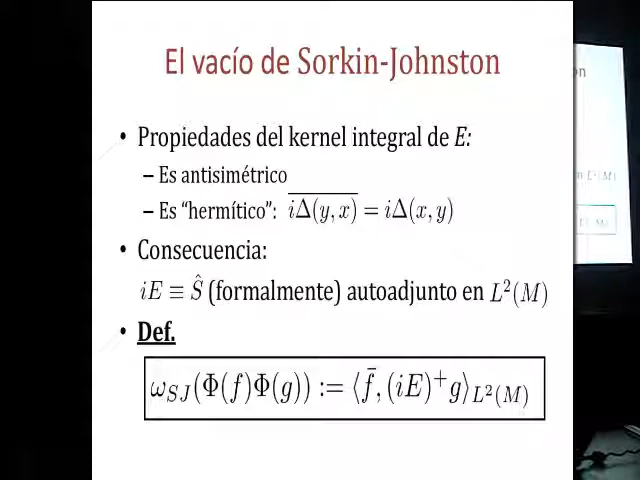 El vacío de Sorkin-Johnston
• Propiedades del kernel integral de E:
– Es antisimétrico
– Es “hermítico”: $\overline{i\Delta(y,x)} = i\Delta(x,y)$
• Consecuencia:
$iE \equiv \hat{S}$ (formalmente) autoadjunto en $L^2(M)$
• Def.
$\omega_{SJ}(\Phi(f)\Phi(g)) := \langle \bar{f}, (iE)^+ g \rangle_{L^2(M)}$